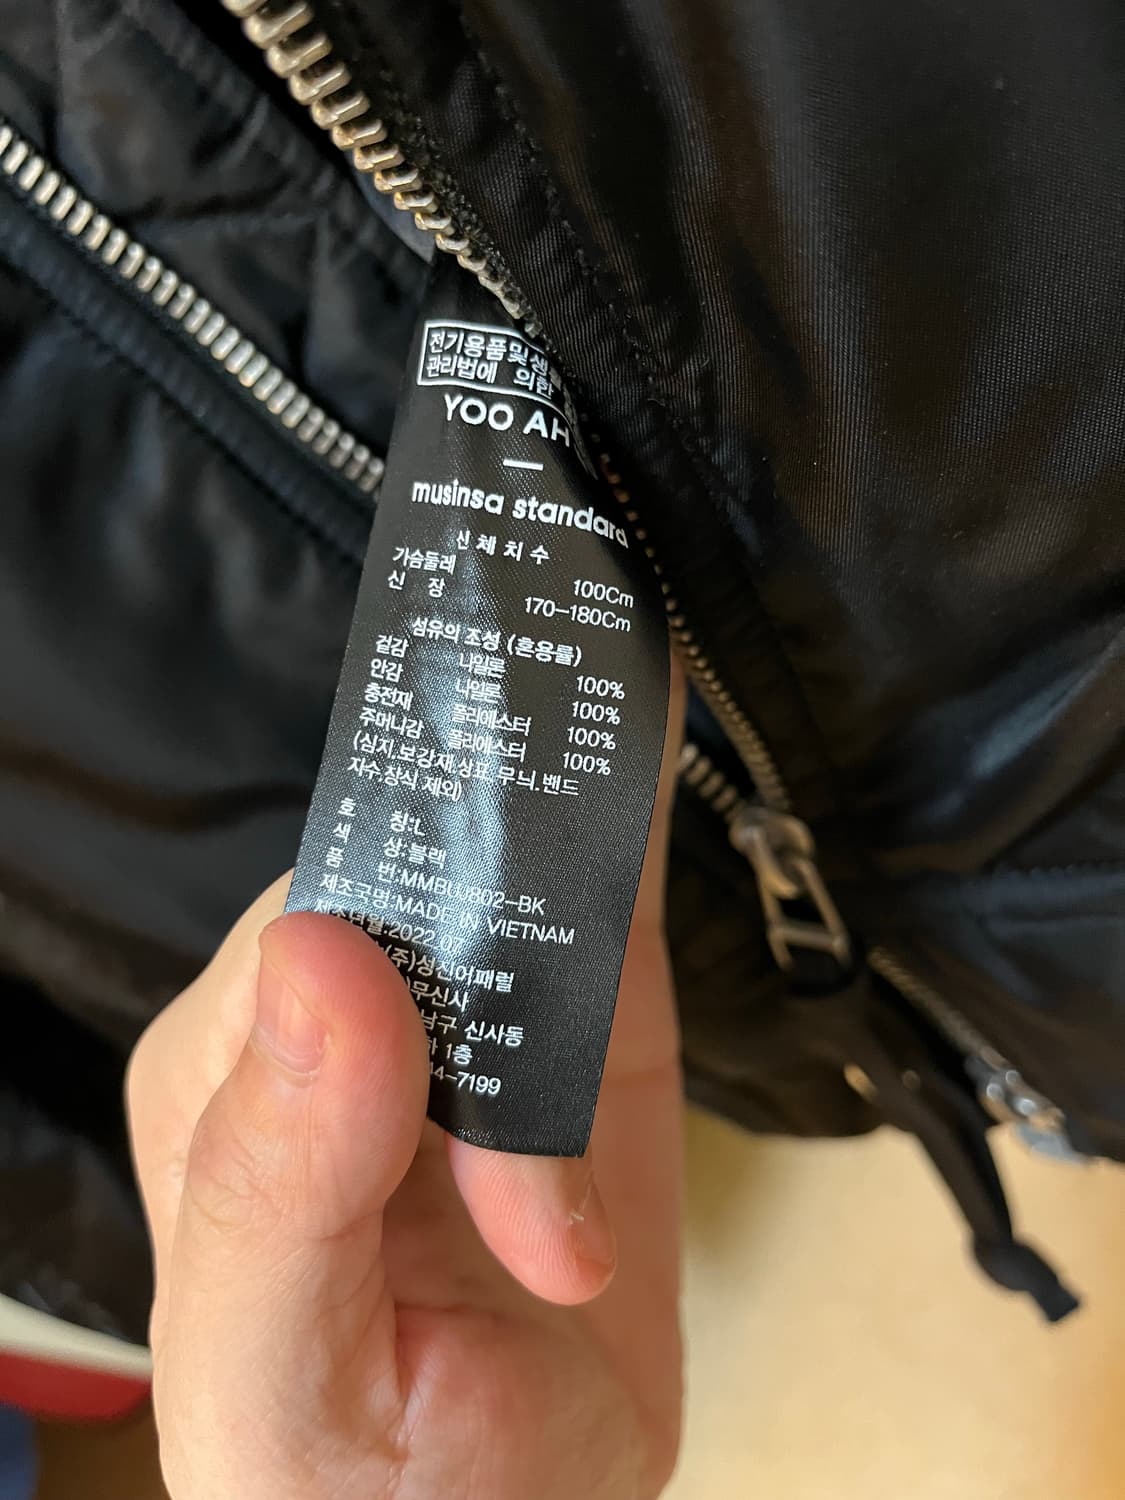 전기용품및생
관리법에 의한
YOO AH
musinsa standard
신체치수
가슴둘레 100Cm
신 장 170-180Cm
섬유의 조성 (혼용률)
겉감 나일론 100%
안감 나일론 100%
충전재 폴리에스터 100%
주머니감 폴리에스터 100%
(심지.보강재.상표.무늬.밴드
자수.장식 제외)
호 칭:L
색 상:블랙
품 번:MMBUJ802-BK
제조국명:MADE IN VIETNAM
제조년월:2022.07
(주)성진어패럴
)무신사
남구 신사동
1층
44-7199